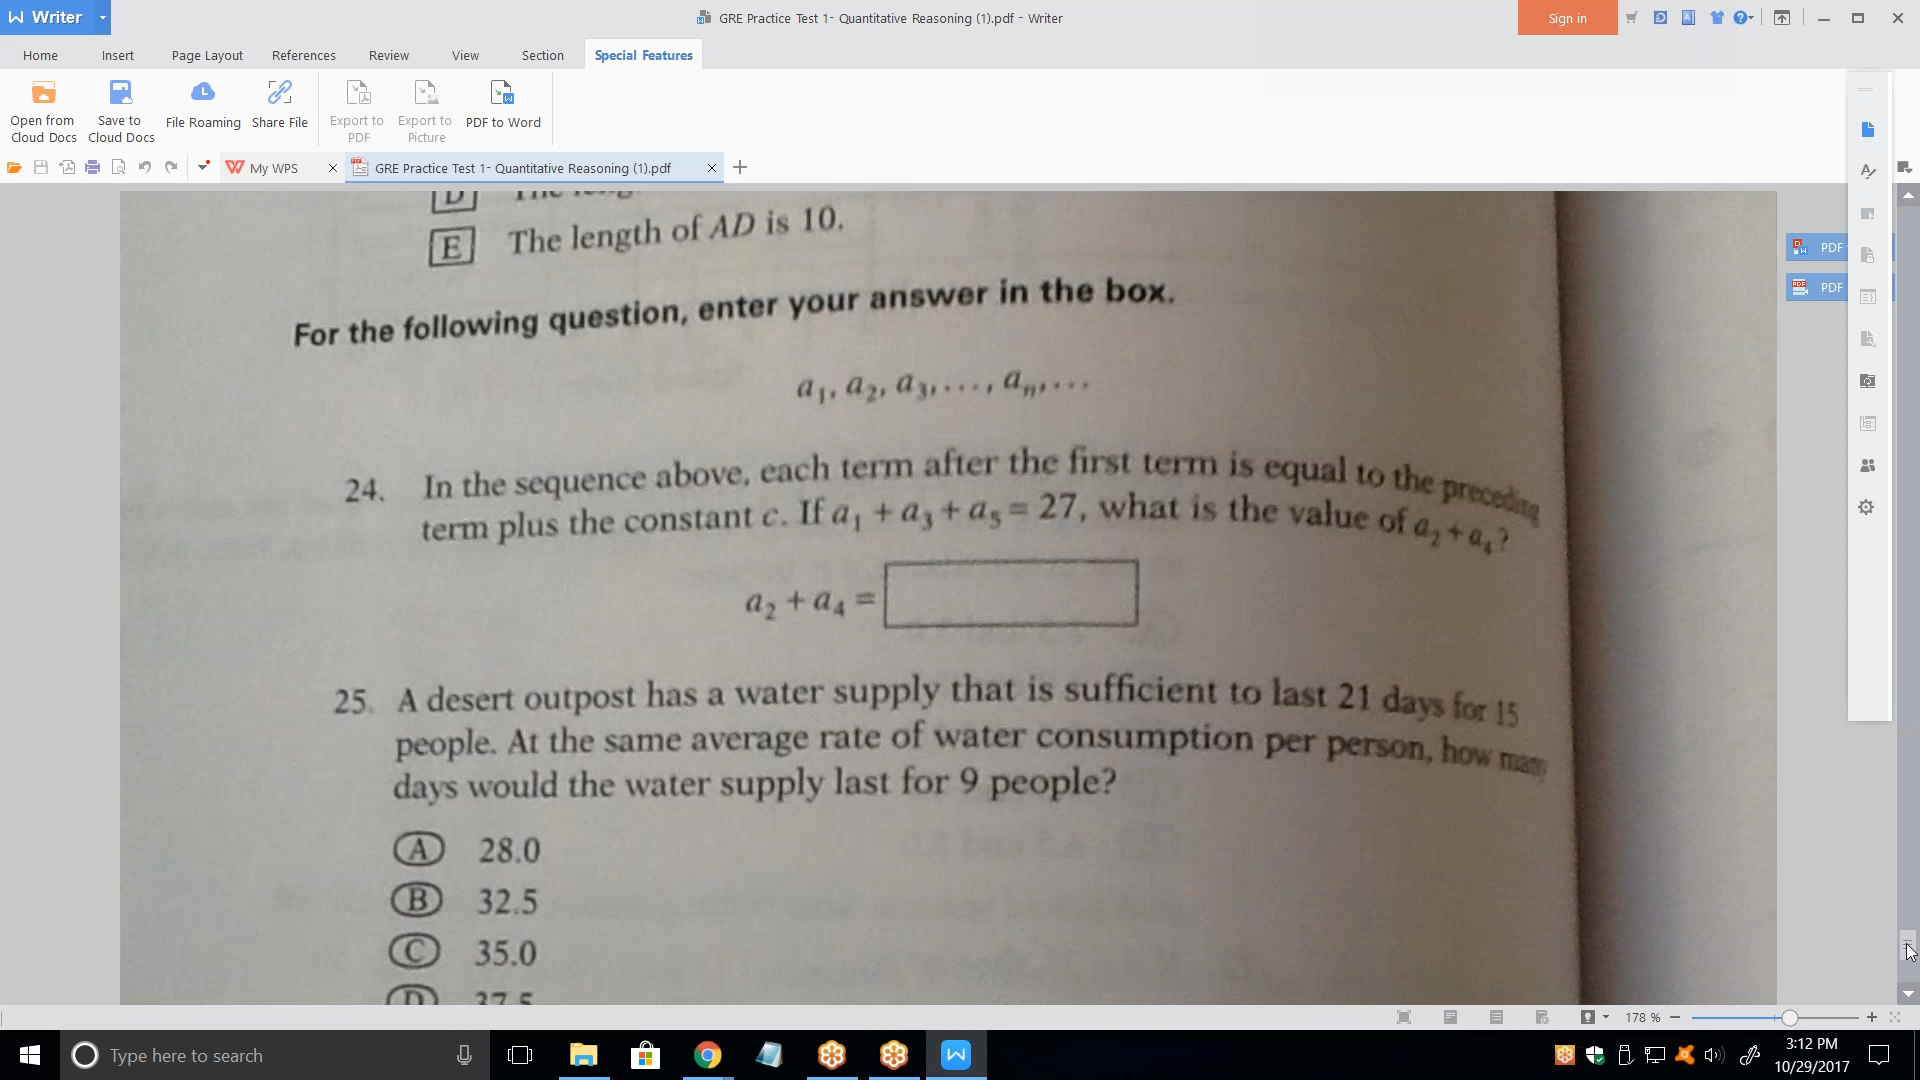 Writer
GRE Practice Test 1- Quantitative Reasoning (1).pdf - Writer
Sign in
Home Insert Page Layout References Review View Section Special Features
Open from Cloud Docs
Save to Cloud Docs
File Roaming
Share File
Export to PDF
Export to Picture
PDF to Word
My WPS
GRE Practice Test 1- Quantitative Reasoning (1).pdf
E The length of AD is 10.
PDF
PDF
For the following question, enter your answer in the box.
a₁, a₂, a₃, . . . , aₙ, . . .
24. In the sequence above, each term after the first term is equal to the preceding
term plus the constant c. If a₁ + a₃ + a₅ = 27, what is the value of a₂ + a₄?
a₂ + a₄ =
25. A desert outpost has a water supply that is sufficient to last 21 days for 15
people. At the same average rate of water consumption per person, how many
days would the water supply last for 9 people?
A 28.0
B 32.5
C 35.0
D 37.5
178 %
Type here to search
3:12 PM
10/29/2017